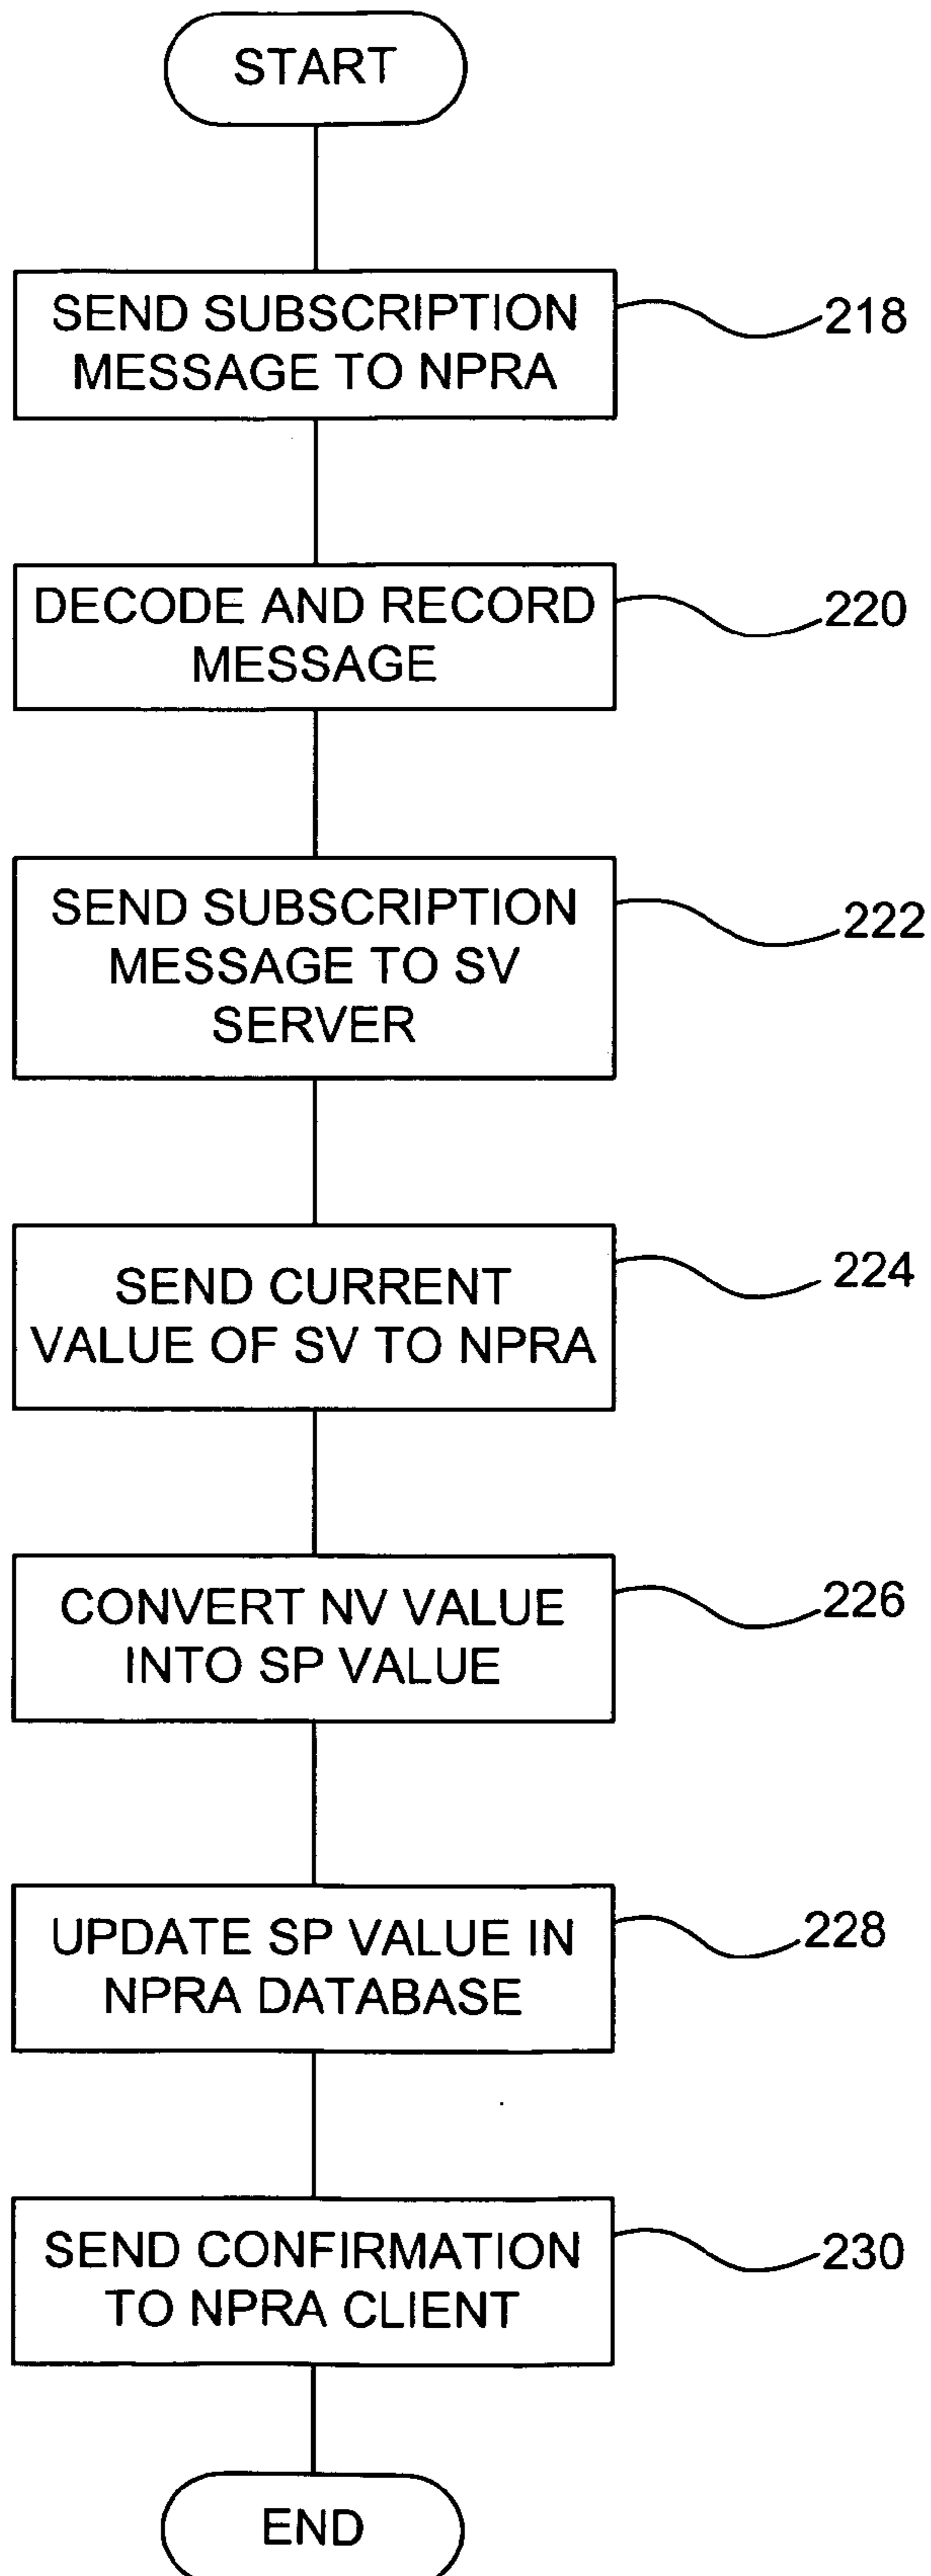 START
SEND SUBSCRIPTION
MESSAGE TO NPRA
218
DECODE AND RECORD
MESSAGE
220
SEND SUBSCRIPTION
MESSAGE TO SV
SERVER
222
SEND CURRENT
VALUE OF SV TO NPRA
224
CONVERT NV VALUE
INTO SP VALUE
226
UPDATE SP VALUE IN
NPRA DATABASE
228
SEND CONFIRMATION
TO NPRA CLIENT
230
END